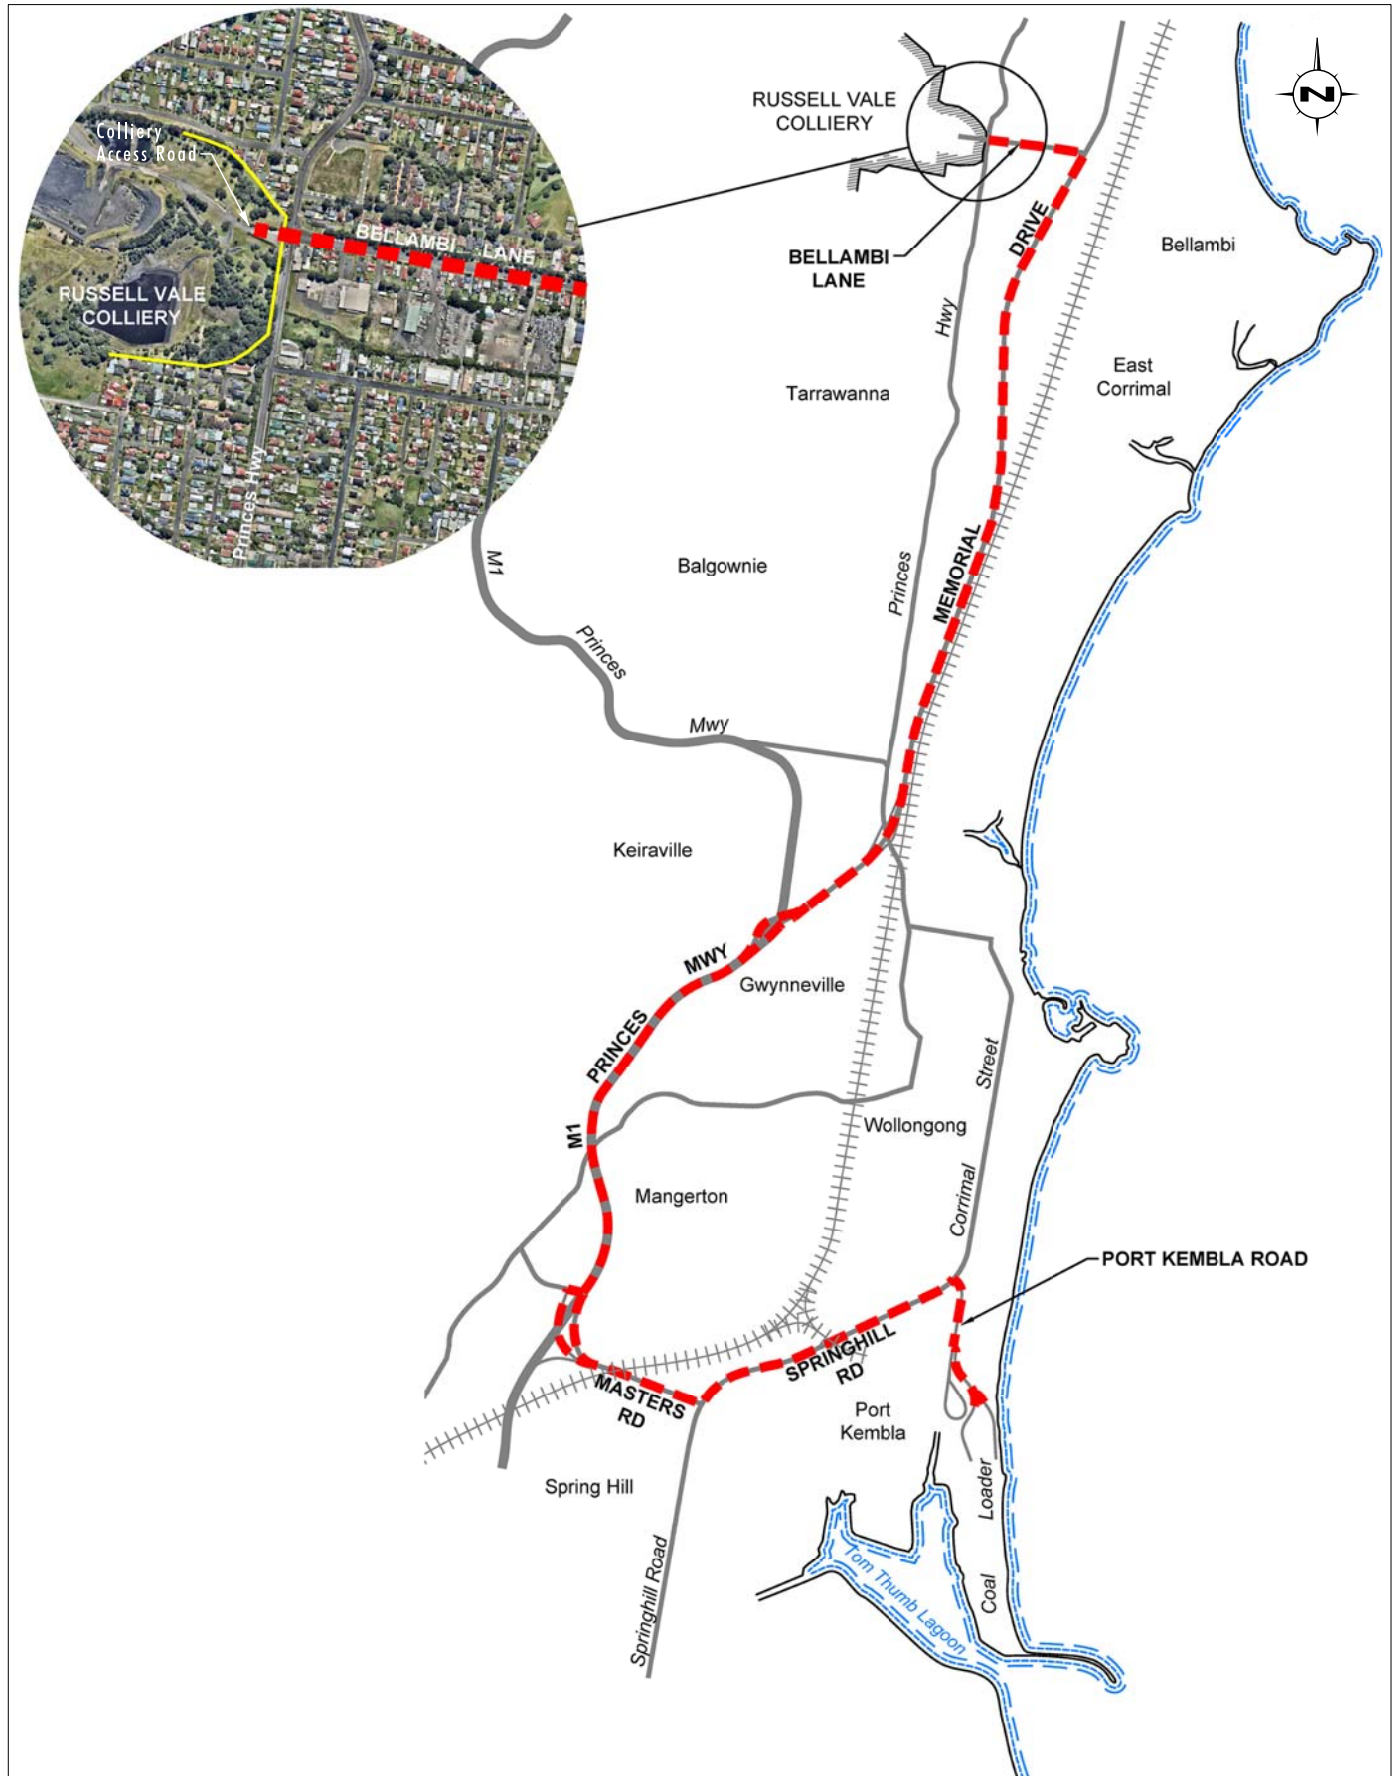 Colliery
Access Road
BELLAMBI LANE
RUSSELL VALE
COLLIERY
Princes Hwy
RUSSELL VALE
COLLIERY
N
BELLAMBI
LANE
DRIVE
Bellambi
Hwy
East
Corrimal
Tarrawanna
M1
Balgownie
Princes
MEMORIAL
Princes
Mwy
Keiraville
MWY
Gwynneville
PRINCES
Street
M1
Wollongong
Mangerton
Corrimal
PORT KEMBLA ROAD
SPRINGHILL
RD
MASTERS
RD
Port
Kembla
Spring Hill
Loader
Coal
Tom Thumb Lagoon
Springhill Road